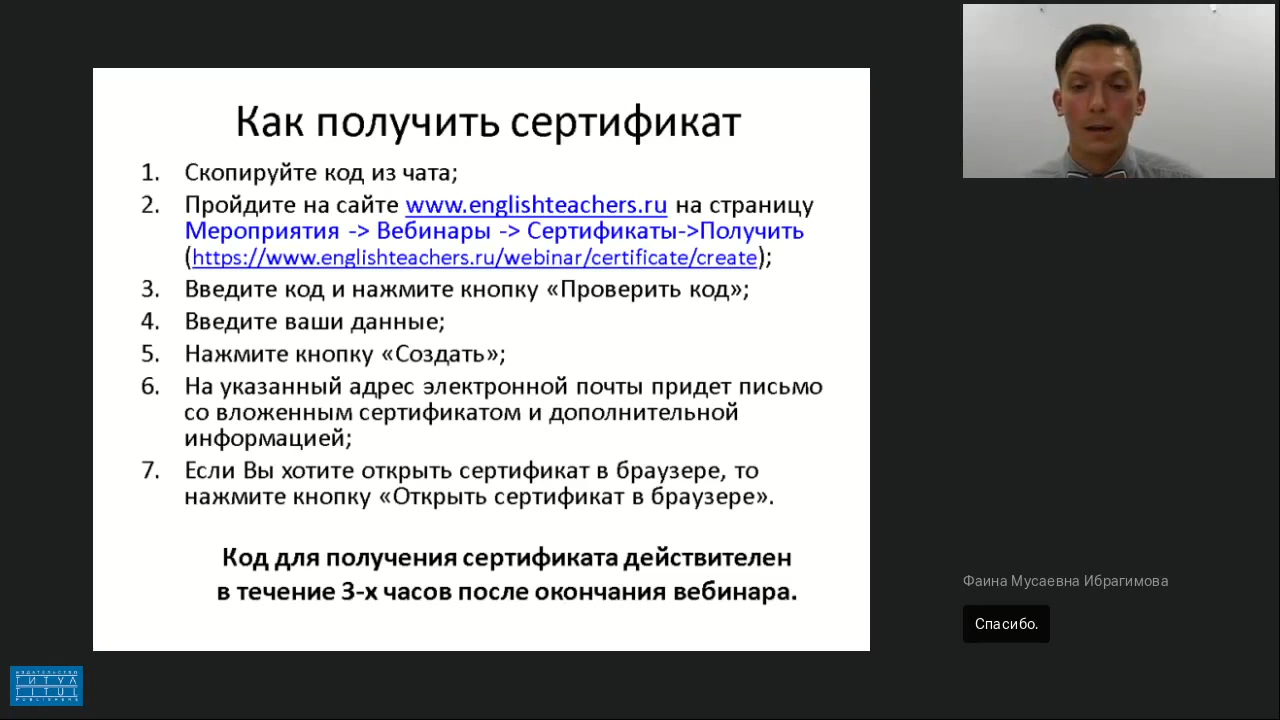 Как получить сертификат
1. Скопируйте код из чата;
2. Пройдите на сайте www.englishteachers.ru на страницу
Мероприятия -> Вебинары -> Сертификаты->Получить
(https://www.englishteachers.ru/webinar/certificate/create);
3. Введите код и нажмите кнопку «Проверить код»;
4. Введите ваши данные;
5. Нажмите кнопку «Создать»;
6. На указанный адрес электронной почты придет письмо
со вложенным сертификатом и дополнительной
информацией;
7. Если Вы хотите открыть сертификат в браузере, то
нажмите кнопку «Открыть сертификат в браузере».
Код для получения сертификата действителен
в течение 3-х часов после окончания вебинара.
Фаина Мусаевна Ибрагимова
Спасибо.
ИЗДАТЕЛЬСТВО
ТИТУЛ
TITUL
PUBLISHERS